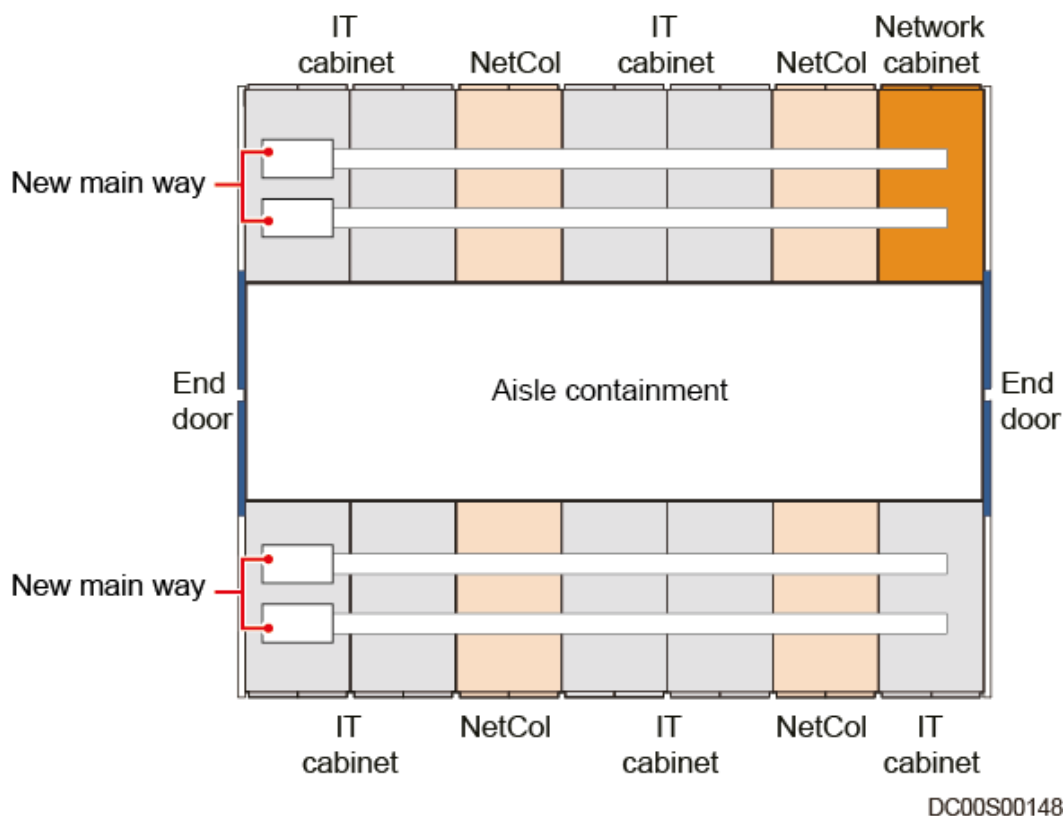 IT
cabinet
NetCol
IT
cabinet
NetCol
Network
cabinet
New main way
End
door
Aisle containment
End
door
New main way
IT
cabinet
NetCol
IT
cabinet
NetCol
IT
cabinet
DC00S00148